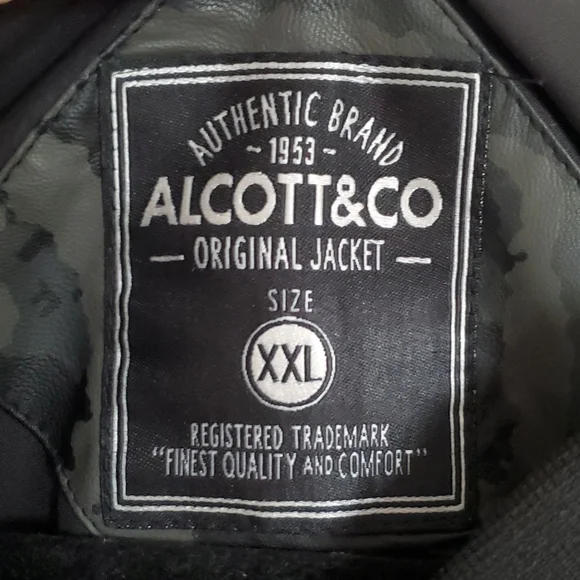 AUTHENTIC BRAND
~ 1953 ~
ALCOTT&CO
— ORIGINAL JACKET —
SIZE
XXL
REGISTERED TRADEMARK
"FINEST QUALITY AND COMFORT"